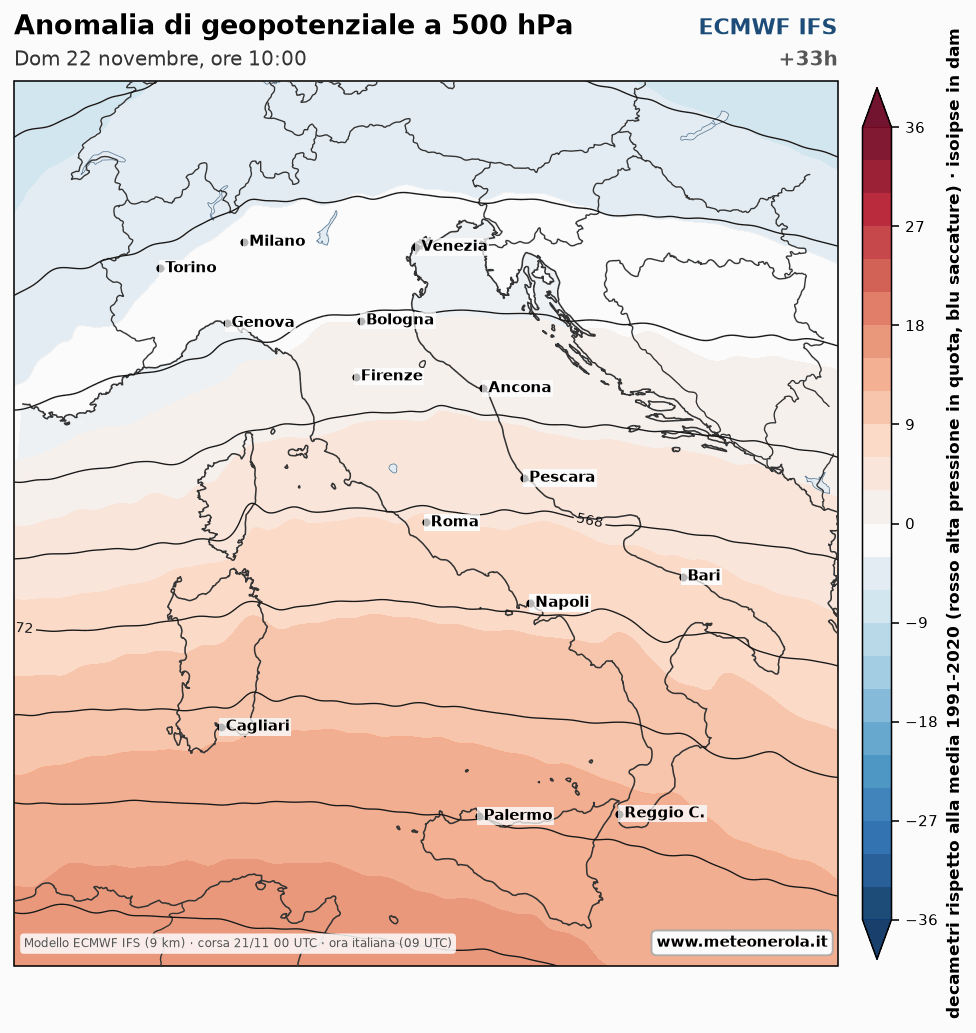 Anomalia di geopotenziale a 500 hPa
ECMWF IFS
Dom 22 novembre, ore 10:00
+33h
Milano
Venezia
Torino
Genova
Bologna
Firenze
Ancona
Pescara
568
Roma
Bari
Napoli
72
Cagliari
Palermo
Reggio C.
Modello ECMWF IFS (9 km) · corsa 21/11 00 UTC · ora italiana (09 UTC)
www.meteonerola.it
36
27
18
9
0
−9
−18
−27
−36
decametri rispetto alla media 1991-2020 (rosso alta pressione in quota, blu saccature) · isoipse in dam